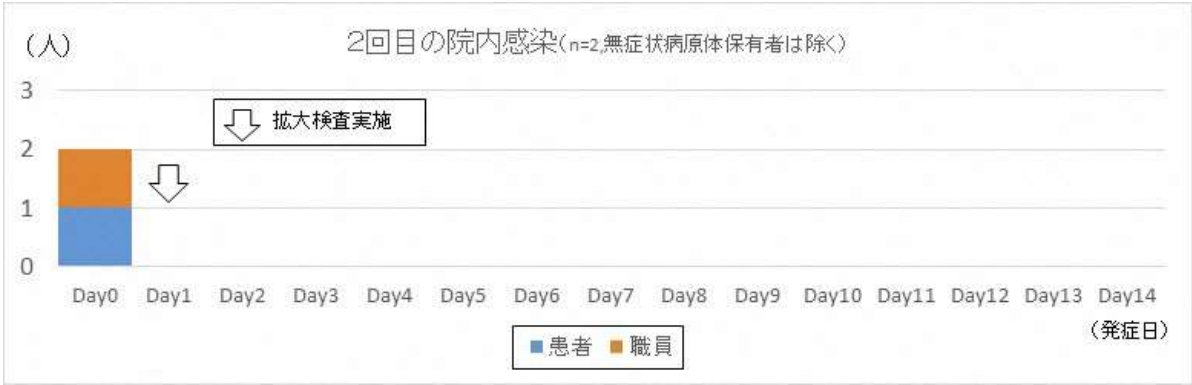 2回目の院内感染(n=2,無症状病原体保有者は除く)
(人)
拡大検査実施
3
2
1
0
Day0 Day1 Day2 Day3 Day4 Day5 Day6 Day7 Day8 Day9 Day10 Day11 Day12 Day13 Day14
(発症日)
患者 職員